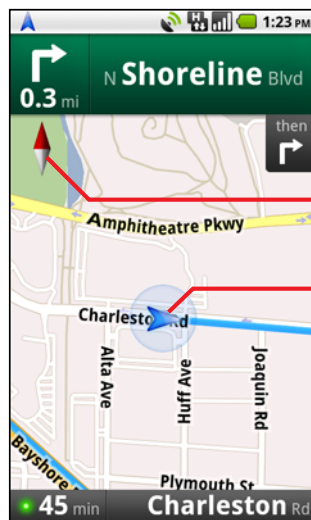 1:23 PM
0.3 mi
N Shoreline Blvd
then
Amphitheatre Pkwy
Charleston Rd
Alta Ave
Huff Ave
Joaquin Rd
Bayshore
Plymouth St
45 min
Charleston Rd